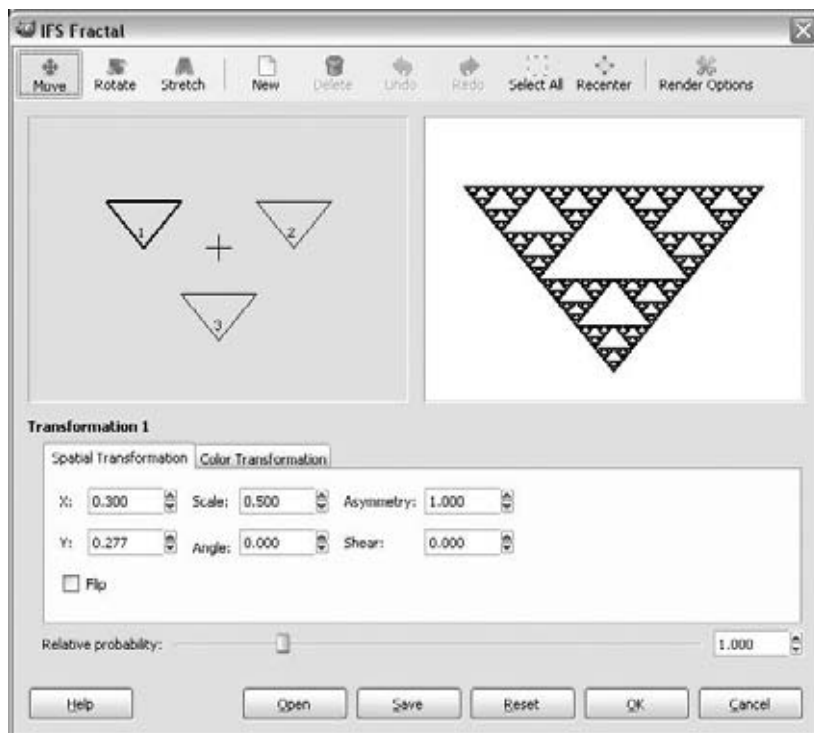 IFS Fractal
Move Rotate Stretch New Delete Undo Redo Select All Recenter Render Options
1 2
3
Transformation 1
Spatial Transformation Color Transformation
X: 0.300 Scale: 0.500 Asymmetry: 1.000
Y: 0.277 Angle: 0.000 Shear: 0.000
Flip
Relative probability: 1.000
Help Open Save Reset OK Cancel